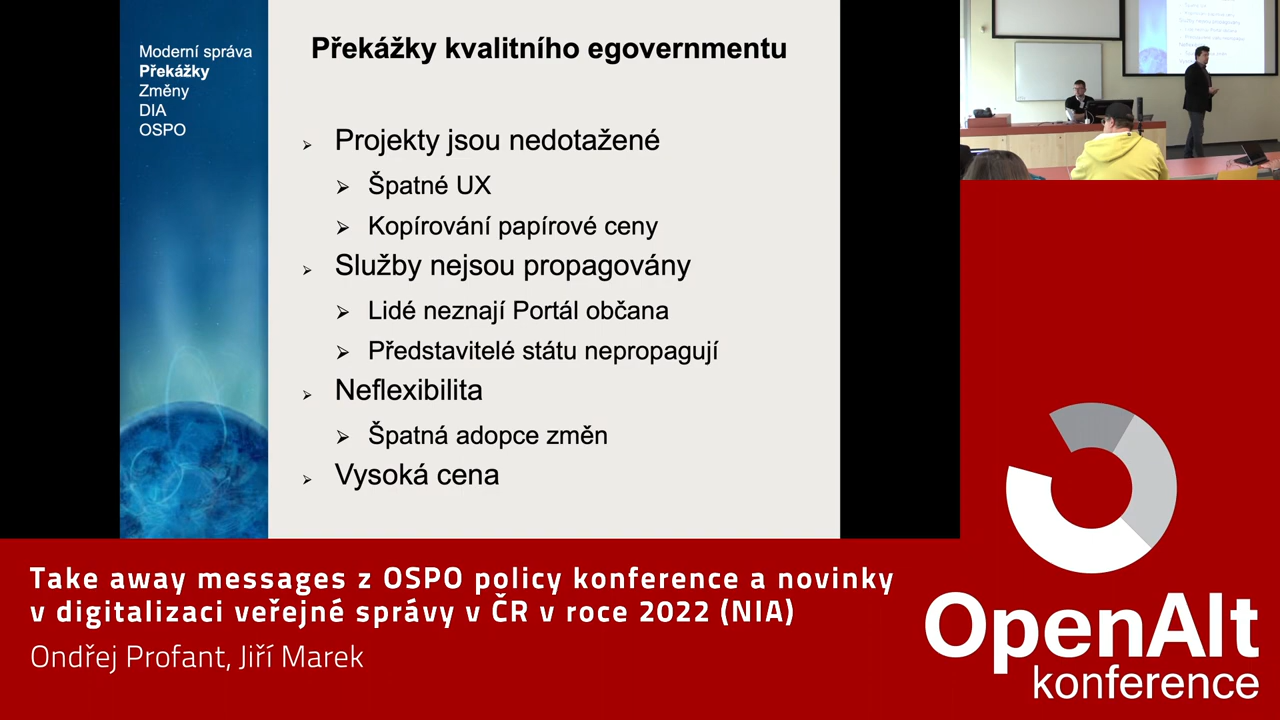 Moderní správa
Překážky
Změny
DIA
OSPO
Překážky kvalitního egovernmentu
Projekty jsou nedotažené
Špatné UX
Kopírování papírové ceny
Služby nejsou propagovány
Lidé neznají Portál občana
Představitelé státu nepropagují
Neflexibilita
Špatná adopce změn
Vysoká cena
Take away messages z OSPO policy konference a novinky
v digitalizaci veřejné správy v ČR v roce 2022 (NIA)
Ondřej Profant, Jiří Marek
OpenAlt
konference